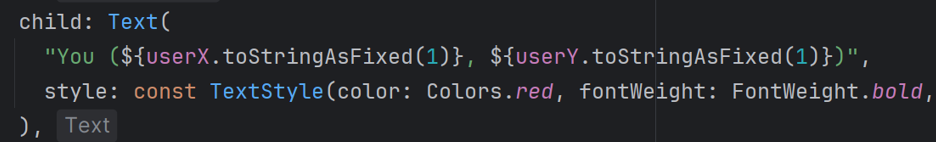 child: Text(
"You (${userX.toStringAsFixed(1)}, ${userY.toStringAsFixed(1)})",
style: const TextStyle(color: Colors.red, fontWeight: FontWeight.bold,
), Text